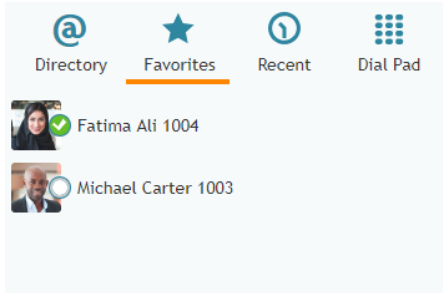 Directory Favorites Recent Dial Pad
Fatima Ali 1004
Michael Carter 1003